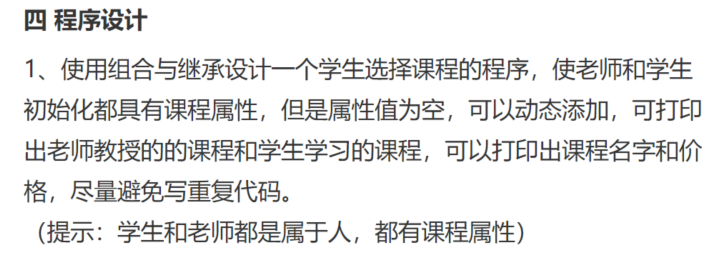 四 程序设计
1、使用组合与继承设计一个学生选择课程的程序，使老师和学生
初始化都具有课程属性，但是属性值为空，可以动态添加，可打印
出老师教授的的课程和学生学习的课程，可以打印出课程名字和价
格，尽量避免写重复代码。
（提示：学生和老师都是属于人，都有课程属性）